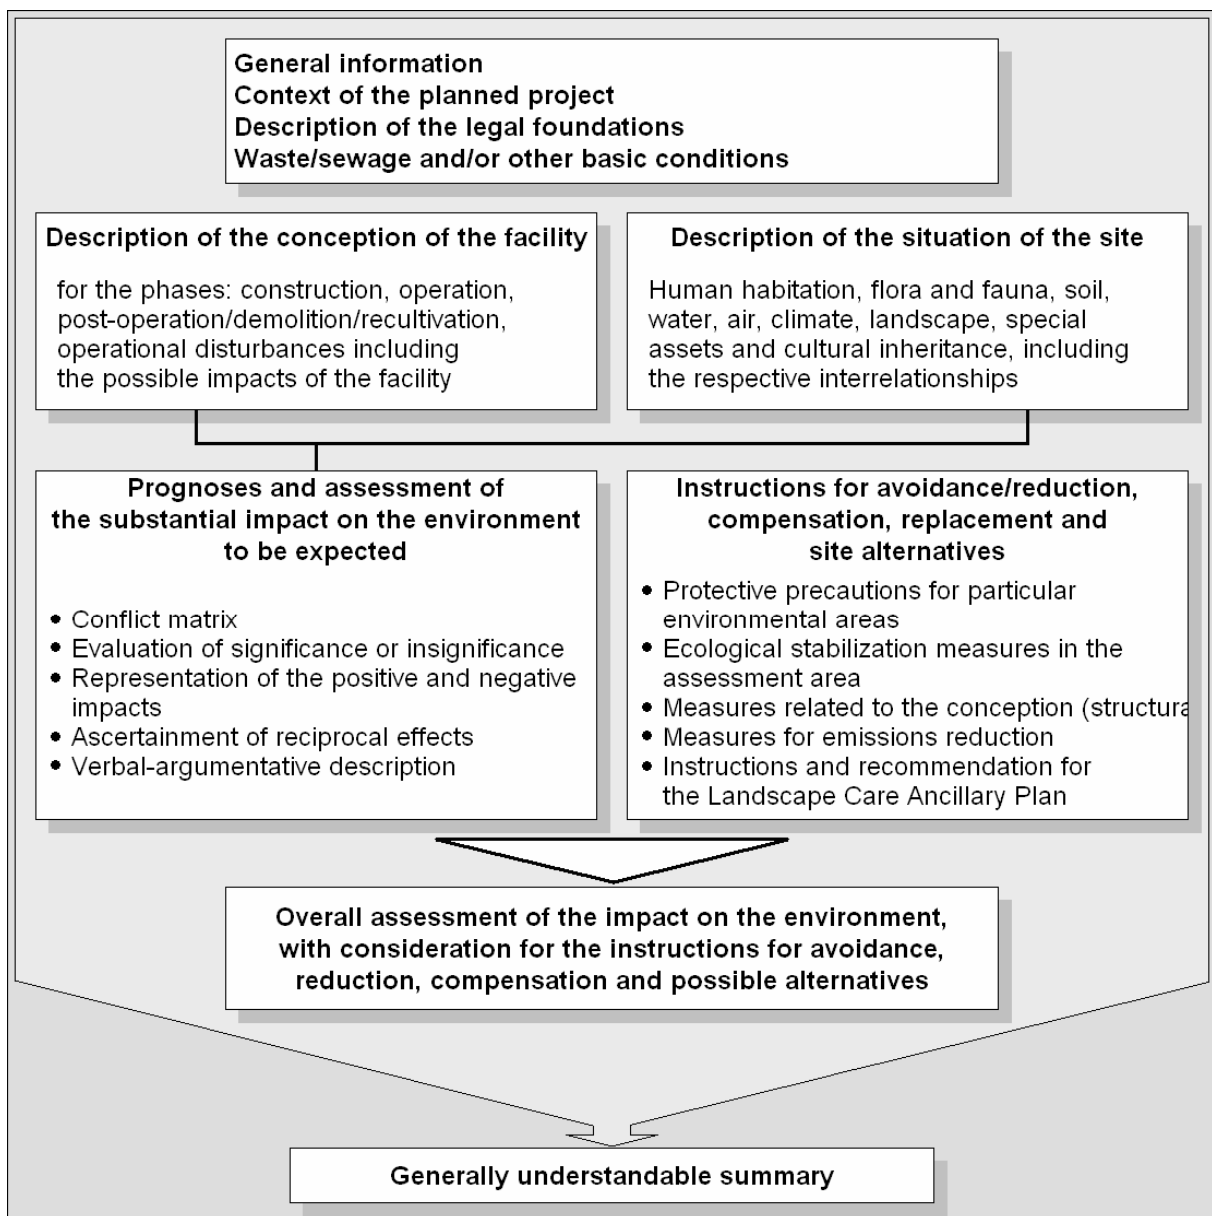 General information
Context of the planned project
Description of the legal foundations
Waste/sewage and/or other basic conditions
Description of the conception of the facility
for the phases: construction, operation,
post-operation/demolition/recultivation,
operational disturbances including
the possible impacts of the facility
Description of the situation of the site
Human habitation, flora and fauna, soil,
water, air, climate, landscape, special
assets and cultural inheritance, including
the respective interrelationships
Prognoses and assessment of
the substantial impact on the environment
to be expected
• Conflict matrix
• Evaluation of significance or insignificance
• Representation of the positive and negative
impacts
• Ascertainment of reciprocal effects
• Verbal-argumentative description
Instructions for avoidance/reduction,
compensation, replacement and
site alternatives
• Protective precautions for particular
environmental areas
• Ecological stabilization measures in the
assessment area
• Measures related to the conception (structura
• Measures for emissions reduction
• Instructions and recommendation for
the Landscape Care Ancillary Plan
Overall assessment of the impact on the environment,
with consideration for the instructions for avoidance,
reduction, compensation and possible alternatives
Generally understandable summary